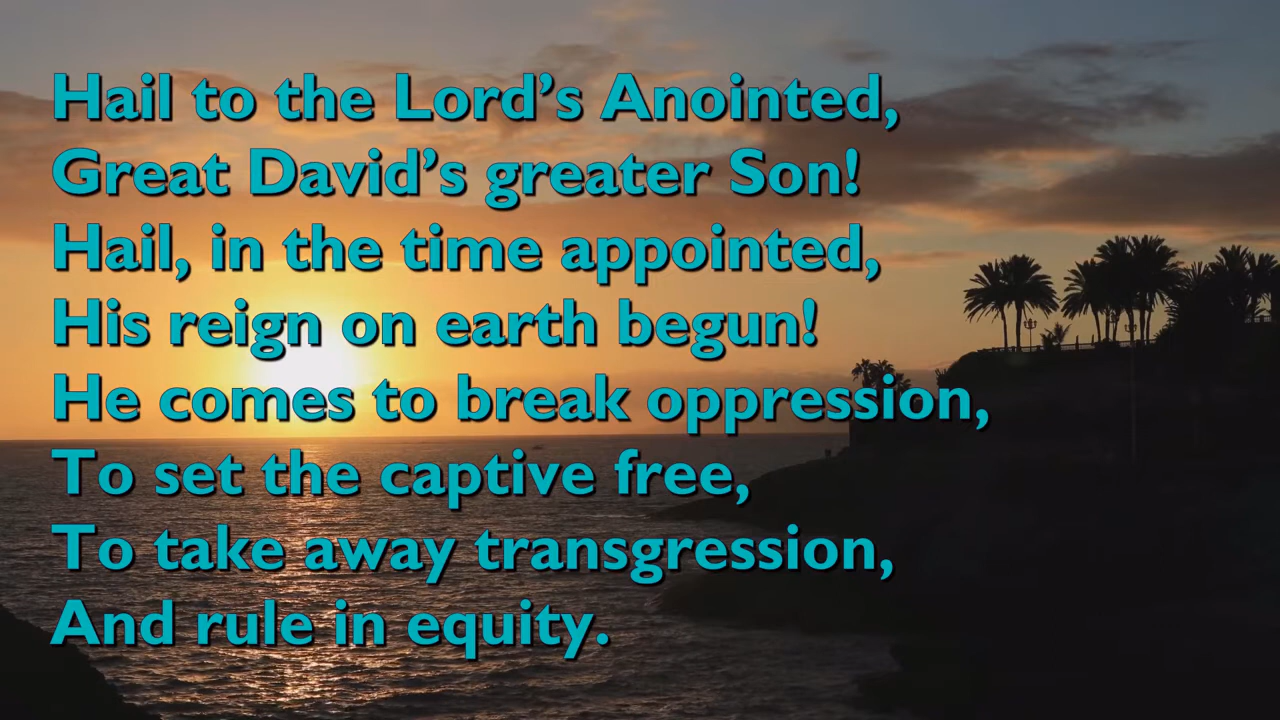 Hail to the Lord’s Anointed,
Great David’s greater Son!
Hail, in the time appointed,
His reign on earth begun!
He comes to break oppression,
To set the captive free,
To take away transgression,
And rule in equity.